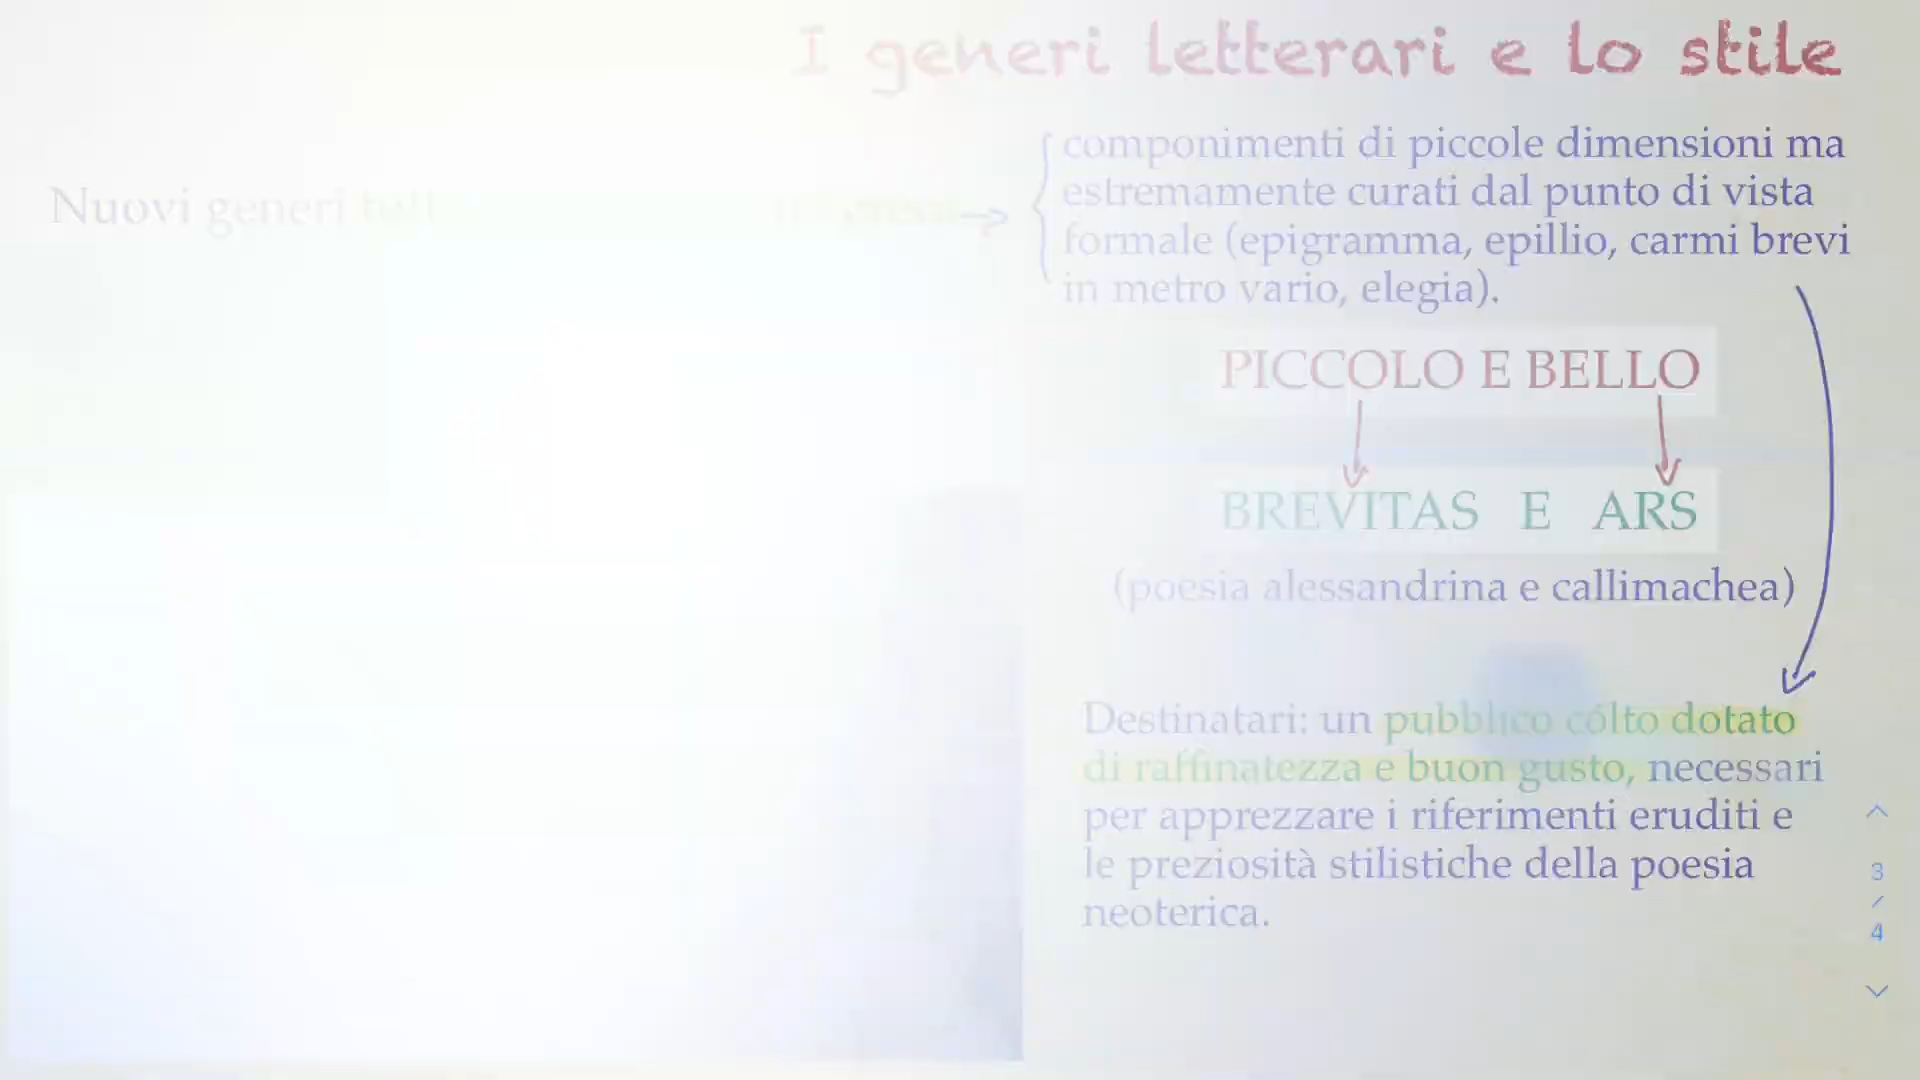 I generi letterari e lo stile
Nuovi generi
componimenti di piccole dimensioni ma
estremamente curati dal punto di vista
formale (epigramma, epillio, carmi brevi
in metro vario, elegia).
PICCOLO E BELLO
BREVITAS E ARS
(poesia alessandrina e callimachea)
Destinatari: un pubblico cólto dotato
di raffinatezza e buon gusto, necessari
per apprezzare i riferimenti eruditi e
le preziosità stilistiche della poesia
neoterica.
3
/
4